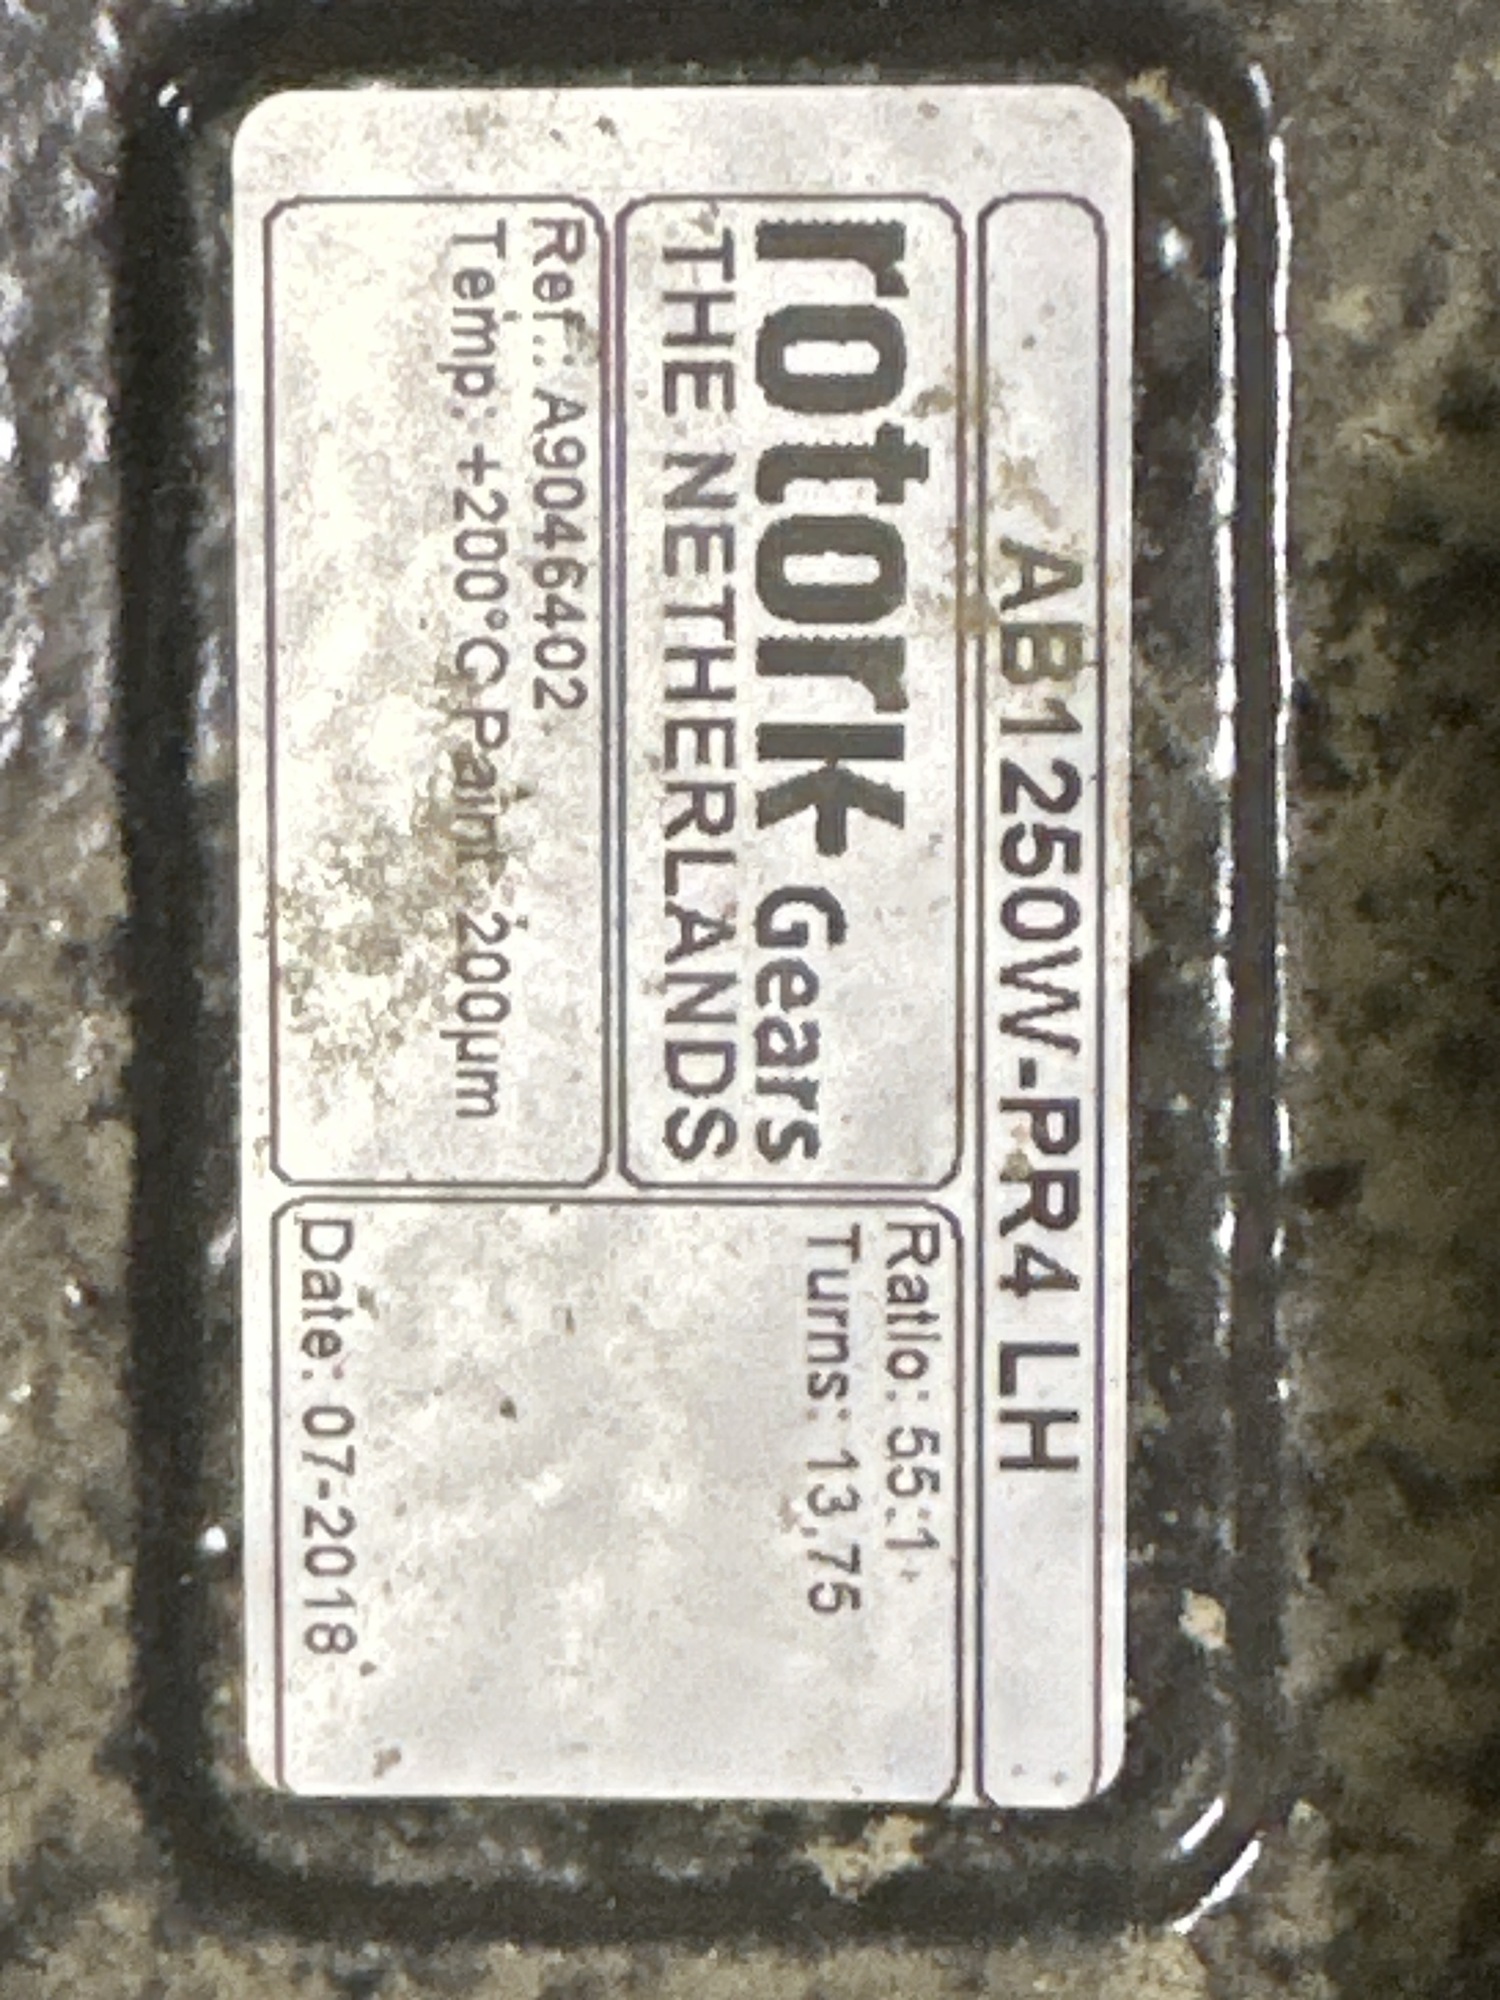 AB1250W-PR4 LH
rotork Gears
THE NETHERLANDS
Ratio: 55:1
Turns: 13,75
Ref.: A9046402
Temp: +200°C Paint: 200µm
Date: 07-2018